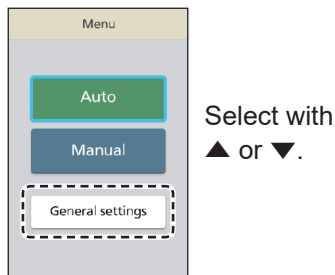 Menu
Auto
Manual
General settings
Select with
▲ or ▼.